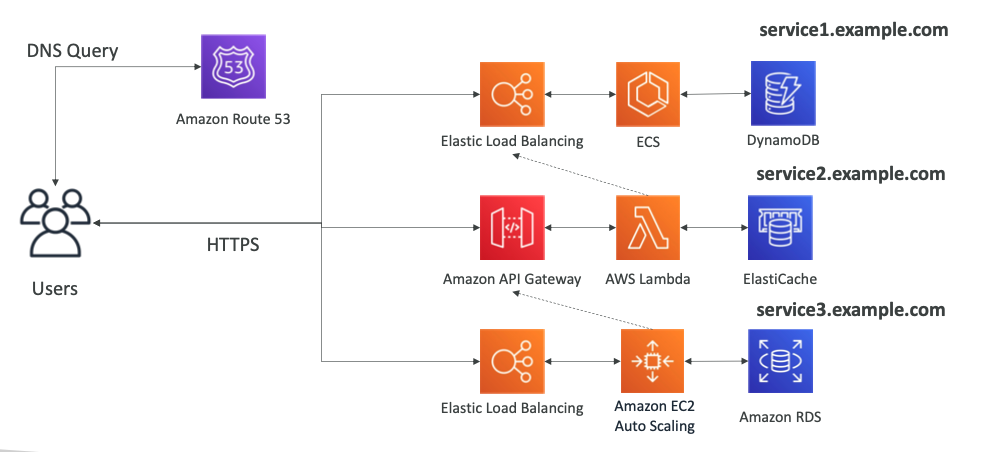 service1.example.com
DNS Query
53
Amazon Route 53
Elastic Load Balancing
ECS
DynamoDB
service2.example.com
HTTPS
</>
Amazon API Gateway
AWS Lambda
ElastiCache
Users
service3.example.com
Elastic Load Balancing
Amazon EC2
Auto Scaling
Amazon RDS